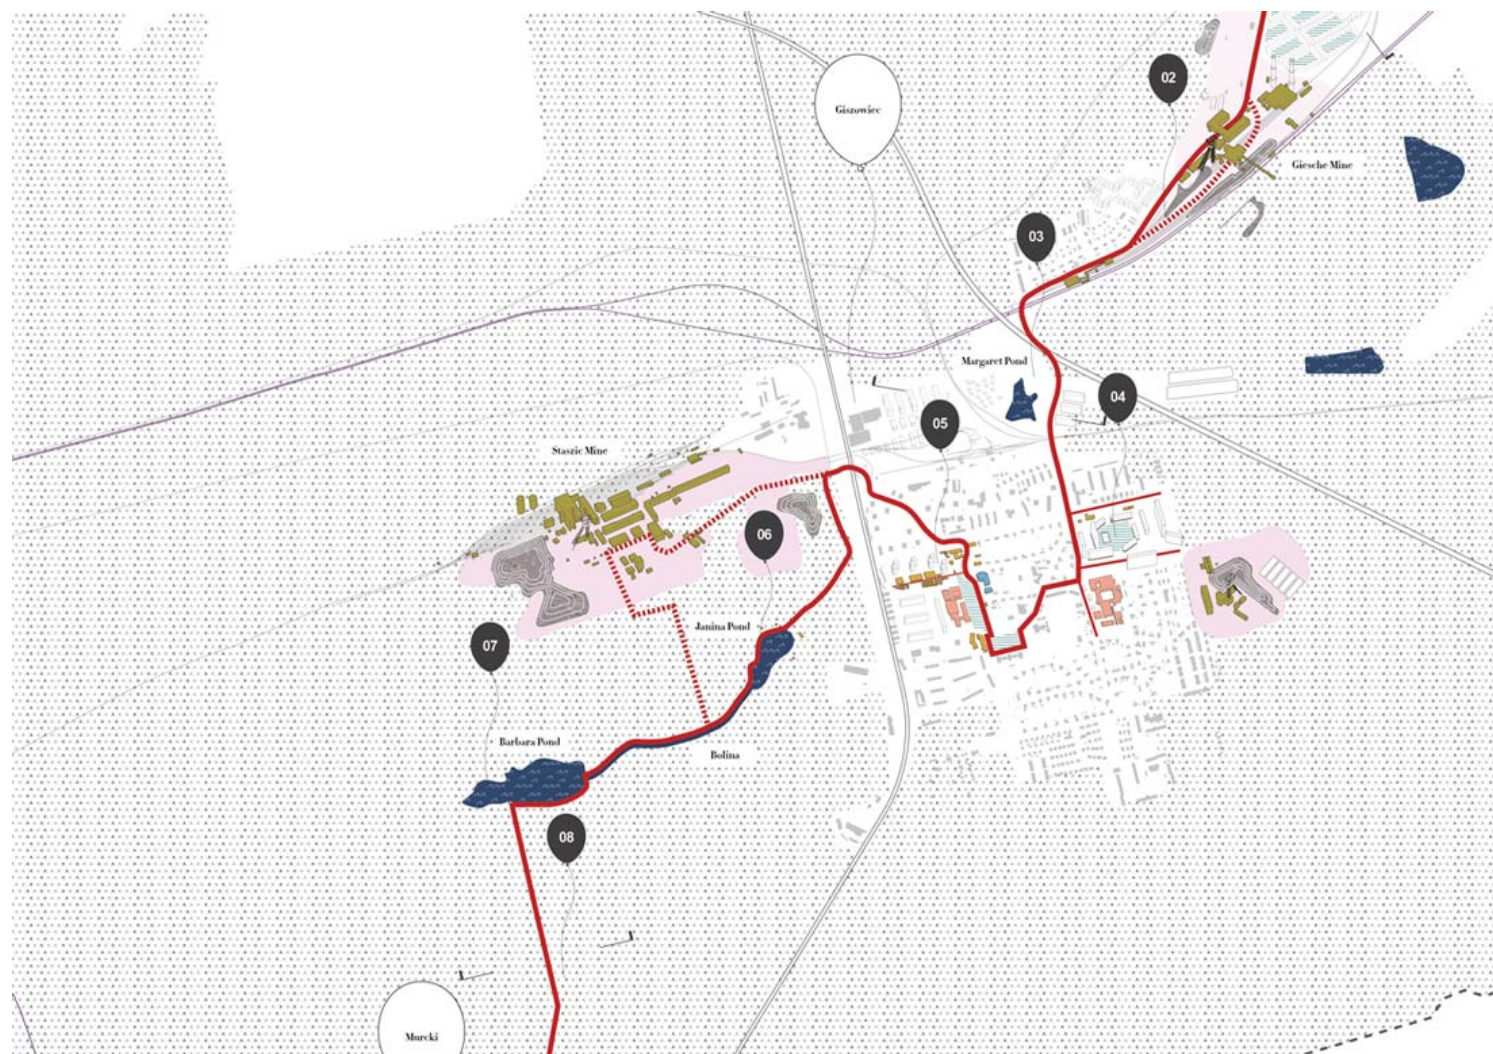 02
Giszowiec
Giesche Mine
03
Margaret Pond
04
05
Staszic Mine
06
Janina Pond
07
Barbara Pond
Bolina
08
Murcki